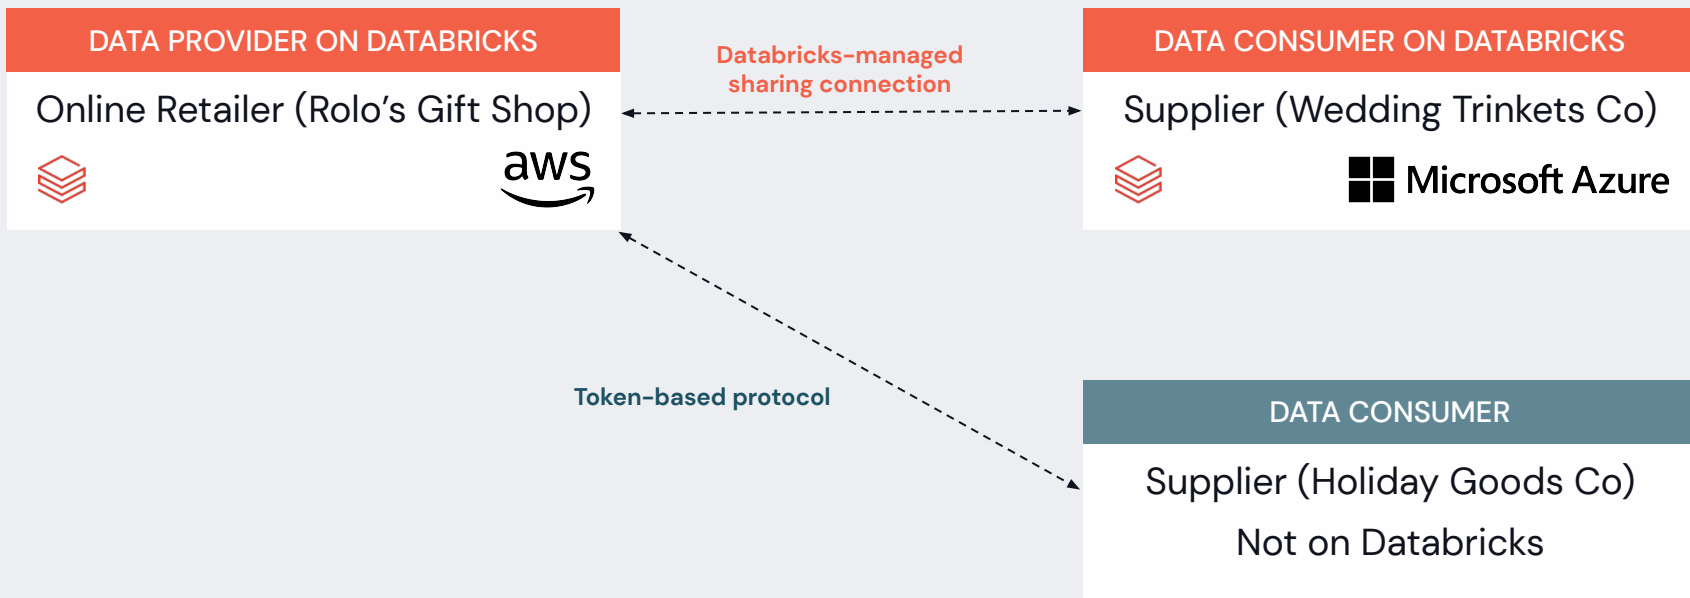 DATA PROVIDER ON DATABRICKS
Online Retailer (Rolo’s Gift Shop)
aws
Databricks-managed
sharing connection
DATA CONSUMER ON DATABRICKS
Supplier (Wedding Trinkets Co)
Microsoft Azure
Token-based protocol
DATA CONSUMER
Supplier (Holiday Goods Co)
Not on Databricks